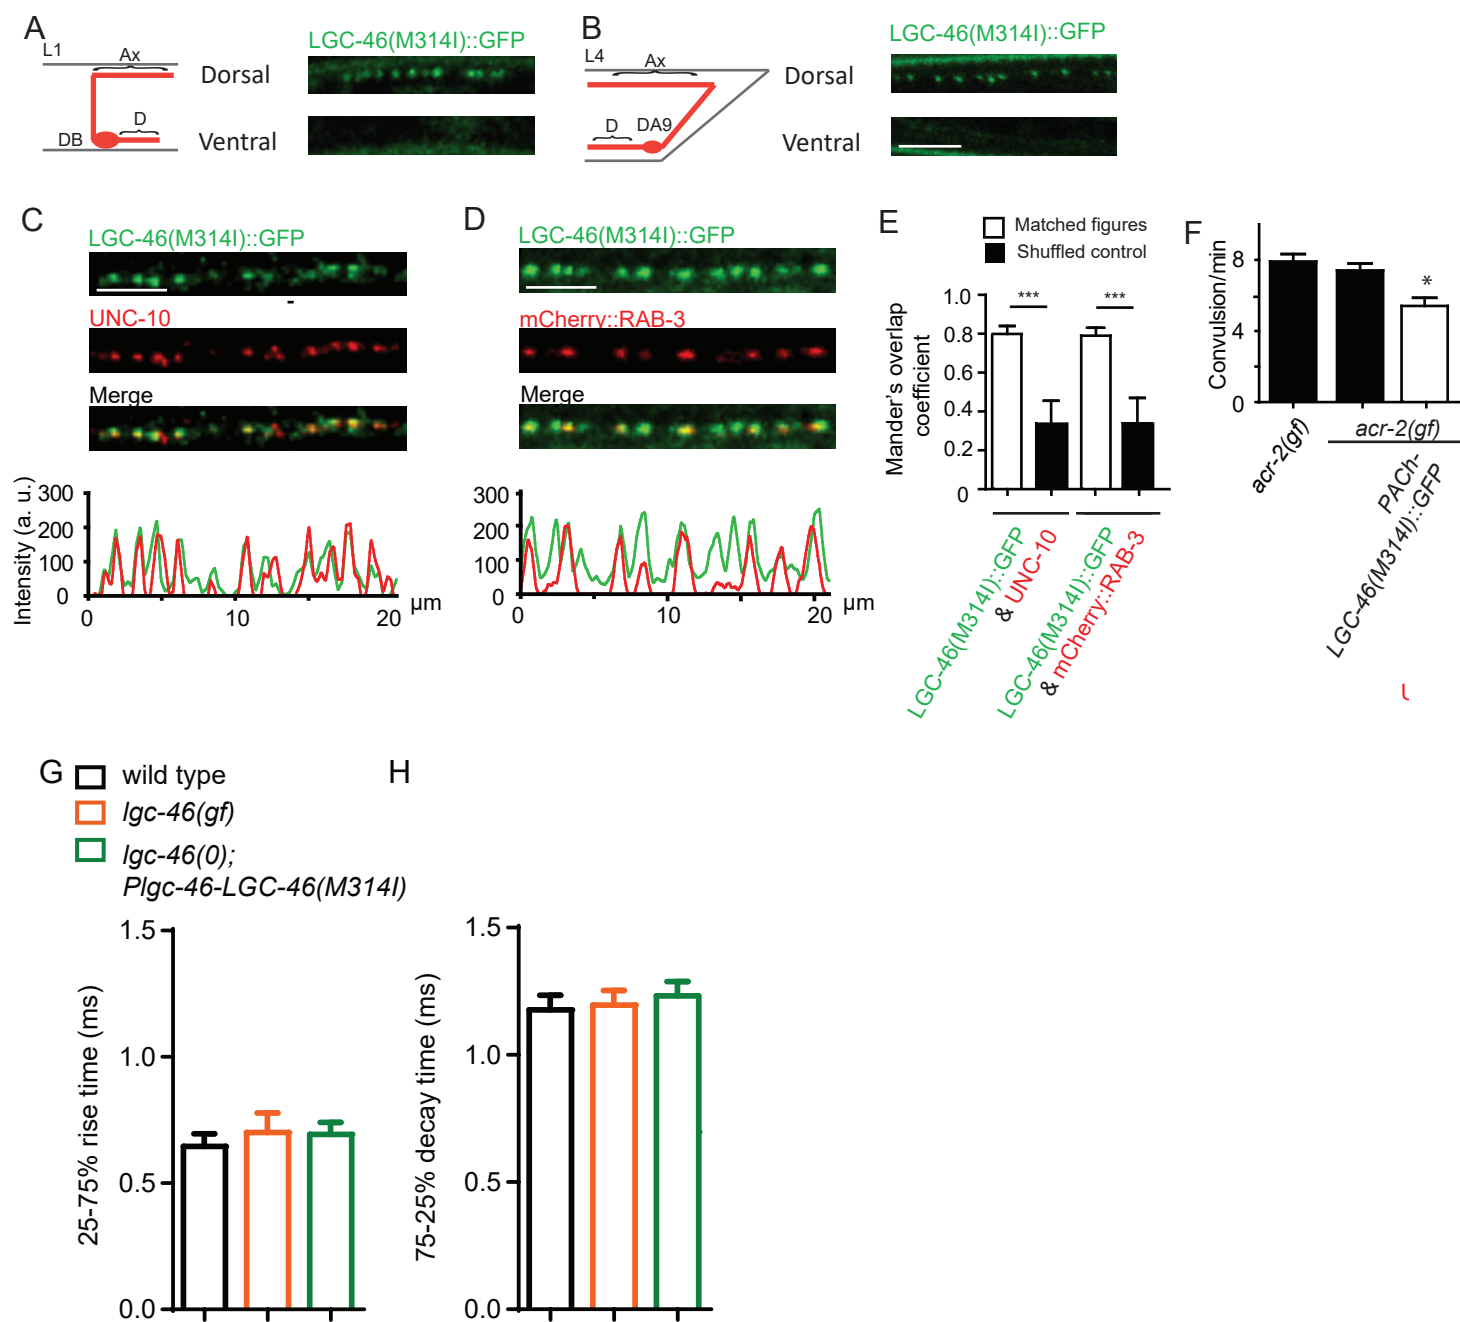 A
L1
Ax
Dorsal
D
DB
Ventral
LGC-46(M314I)::GFP
B
L4
Ax
Dorsal
D
DA9
Ventral
LGC-46(M314I)::GFP
C
LGC-46(M314I)::GFP
UNC-10
Merge
Intensity (a. u.)
300
200
100
0
0
10
20
µm
D
LGC-46(M314I)::GFP
mCherry::RAB-3
Merge
300
200
100
0
0
10
20
µm
E
Matched figures
Shuffled control
Mander's overlap
coefficient
1.0
0.8
0.6
0.4
0.2
0
***
***
LGC-46(M314I)::GFP
& UNC-10
LGC-46(M314I)::GFP
& mCherry::RAB-3
F
Convulsion/min
8
4
0
*
acr-2(gf)
acr-2(gf)
PACh-
LGC-46(M314I)::GFP
G
wild type
lgc-46(gf)
lgc-46(0);
Plgc-46-LGC-46(M314I)
25-75% rise time (ms)
1.5
1.0
0.5
0.0
H
75-25% decay time (ms)
1.5
1.0
0.5
0.0